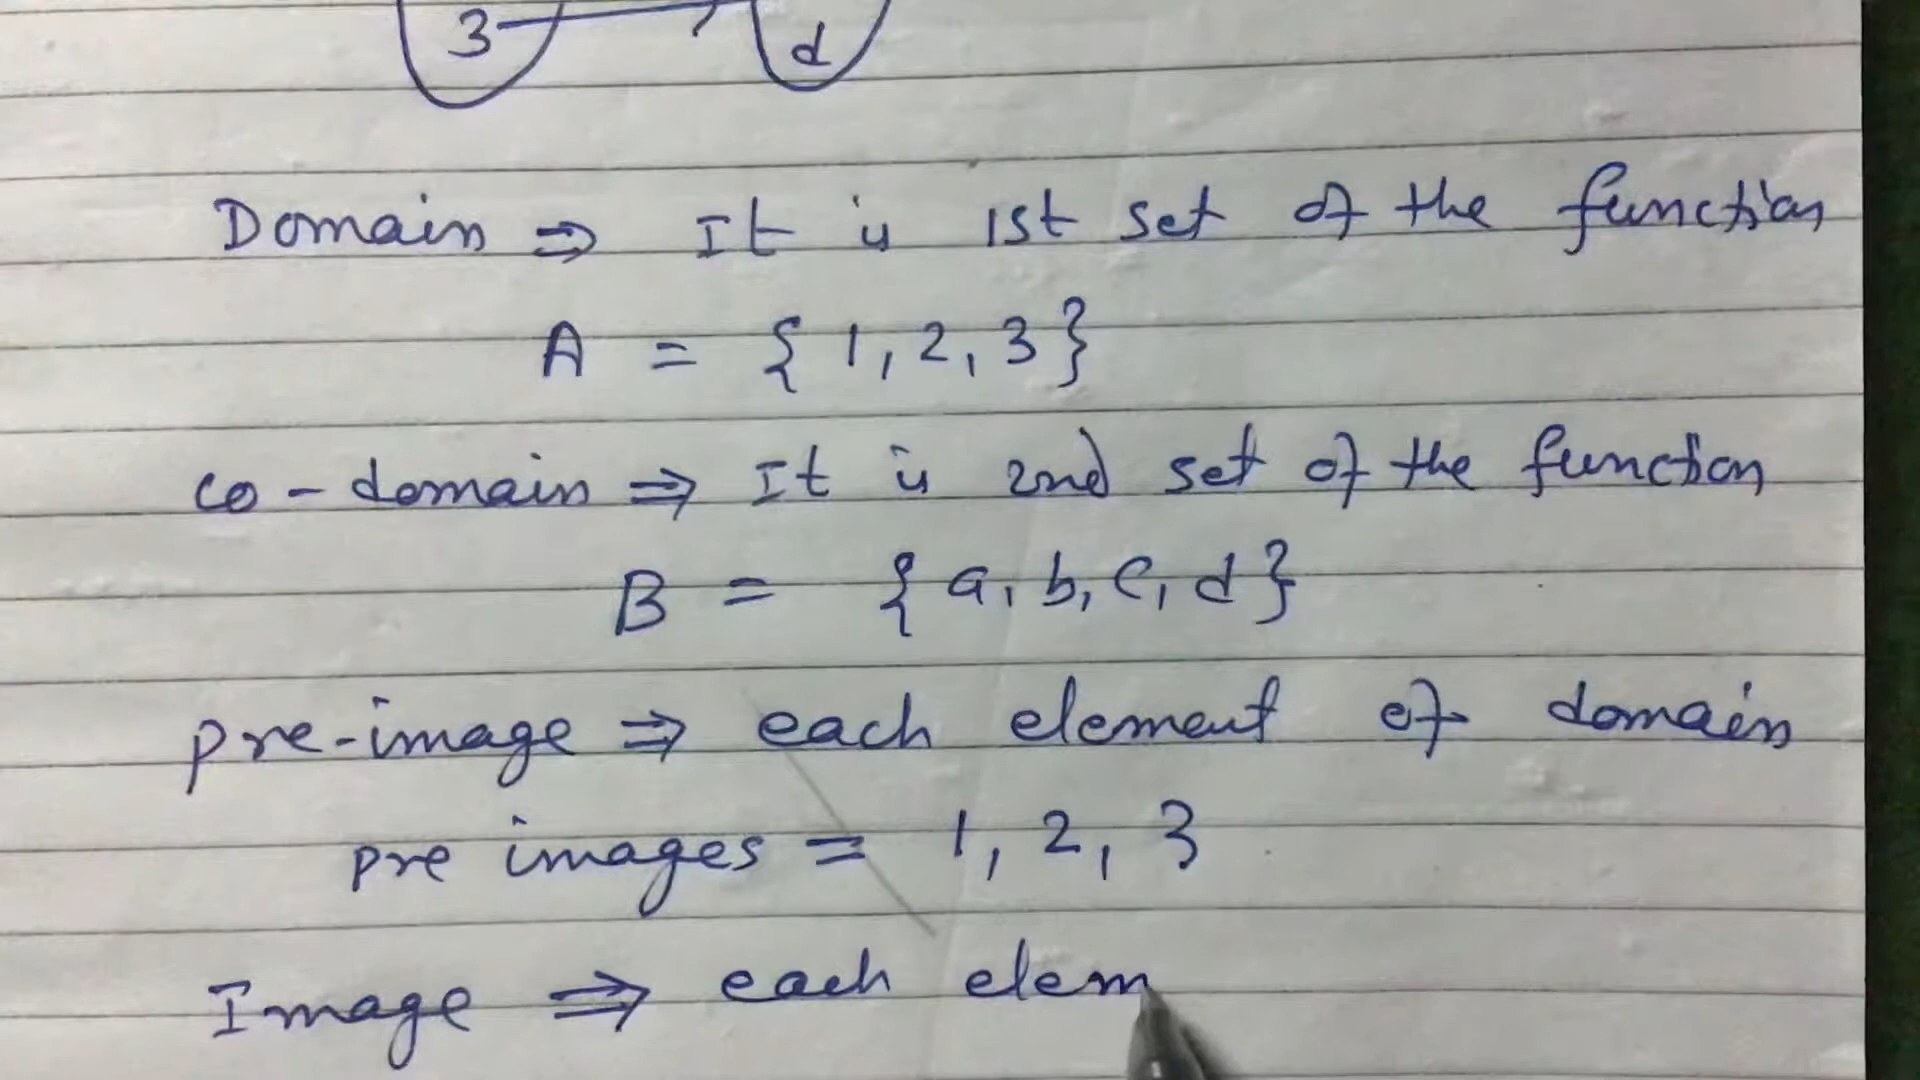 3 d
Domain ⇒ It is 1st set of the function
A = {1, 2, 3}
co-domain ⇒ It is 2nd set of the function
B = {a, b, c, d}
pre-image ⇒ each element of domain
pre images = 1, 2, 3
Image ⇒ each elem